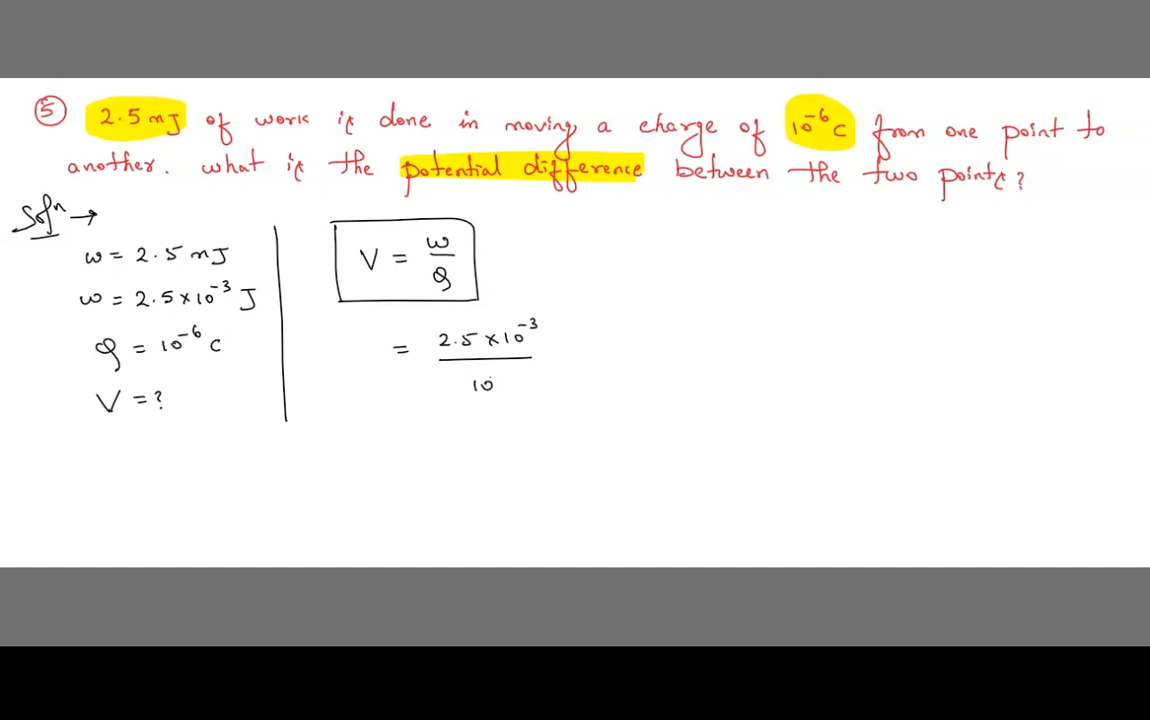 ⑤ 2.5 mJ of work is done in moving a charge of 10⁻⁶ C from one point to
another. what is the potential difference between the two points?
Solⁿ →
w = 2.5 mJ
w = 2.5 × 10⁻³ J
Q = 10⁻⁶ C
V = ?
V = w/Q
= 2.5 × 10⁻³ / 10